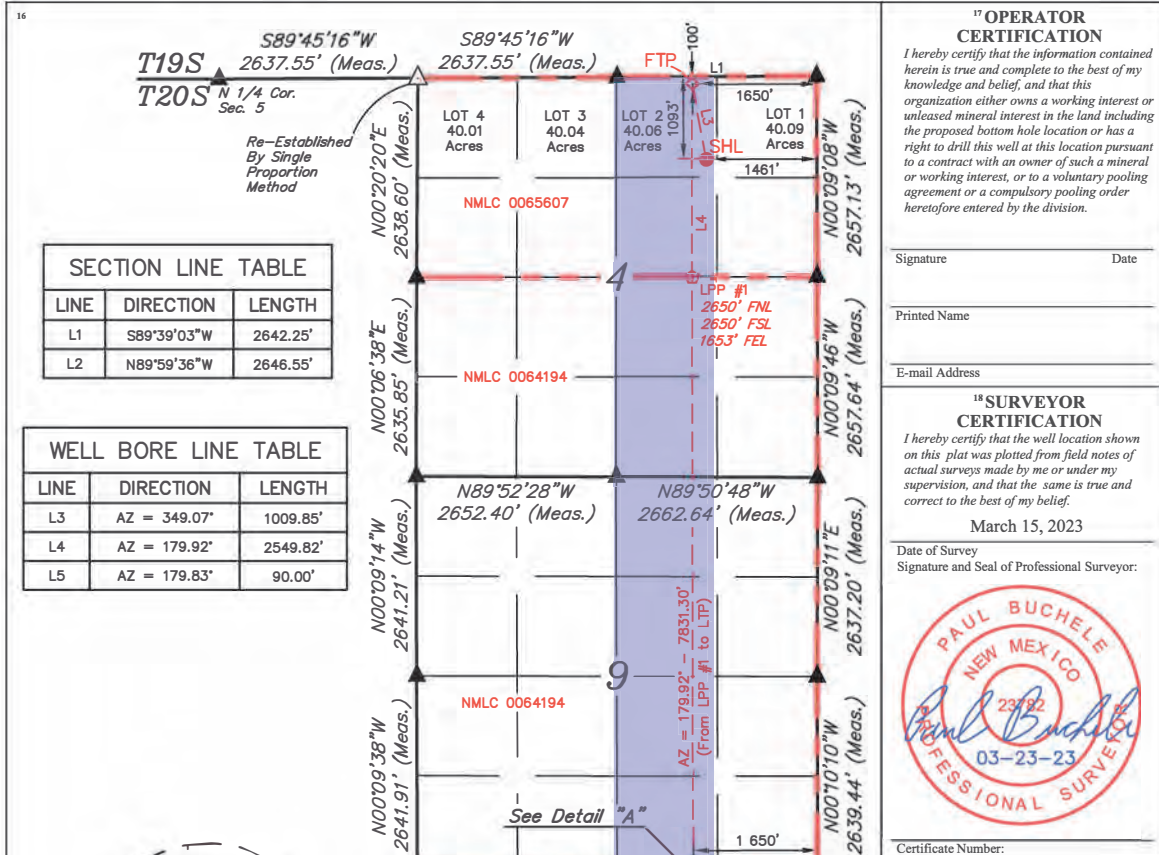 16
S89°45'16"W
2637.55' (Meas.)
S89°45'16"W
2637.55' (Meas.)
100'
T19S
T20S
N 1/4 Cor.
Sec. 5
Re-Established
By Single
Proportion
Method
FTP
L1
1650'
LOT 4
40.01
Acres
LOT 3
40.04
Acres
LOT 2
40.06
Acres
1093'
L3
LOT 1
40.09
Arces
SHL
1461'
N00°20'20"E
2638.60' (Meas.)
N00°09'08"W
2657.13' (Meas.)
NMLC 0065607
L4
4
LPP #1
2650' FNL
2650' FSL
1653' FEL
SECTION LINE TABLE
LINE DIRECTION LENGTH
L1 S89°39'03"W 2642.25'
L2 N89°59'36"W 2646.55'
N00°06'38"E
2635.85' (Meas.)
NMLC 0064194
N00°09'46"W
2657.64' (Meas.)
WELL BORE LINE TABLE
LINE DIRECTION LENGTH
L3 AZ = 349.07° 1009.85'
L4 AZ = 179.92° 2549.82'
L5 AZ = 179.83° 90.00'
N89°52'28"W
2652.40' (Meas.)
N89°50'48"W
2662.64' (Meas.)
N00°09'14"W
2641.21' (Meas.)
N00°09'11"E
2637.20' (Meas.)
AZ = 179.92° - 7831.30'
(From LPP #1 to LTP)
9
NMLC 0064194
N00°09'38"W
2641.91' (Meas.)
N00°10'10"W
2639.44' (Meas.)
See Detail "A"
1 650'
17 OPERATOR
CERTIFICATION
I hereby certify that the information contained
herein is true and complete to the best of my
knowledge and belief, and that this
organization either owns a working interest or
unleased mineral interest in the land including
the proposed bottom hole location or has a
right to drill this well at this location pursuant
to a contract with an owner of such a mineral
or working interest, or to a voluntary pooling
agreement or a compulsory pooling order
heretofore entered by the division.
Signature Date
Printed Name
E-mail Address
18 SURVEYOR
CERTIFICATION
I hereby certify that the well location shown
on this plat was plotted from field notes of
actual surveys made by me or under my
supervision, and that the same is true and
correct to the best of my belief.
March 15, 2023
Date of Survey
Signature and Seal of Professional Surveyor:
PAUL BUCHELE
NEW MEXICO
23782
Paul Buchele
03-23-23
PROFESSIONAL SURVEYOR
Certificate Number: